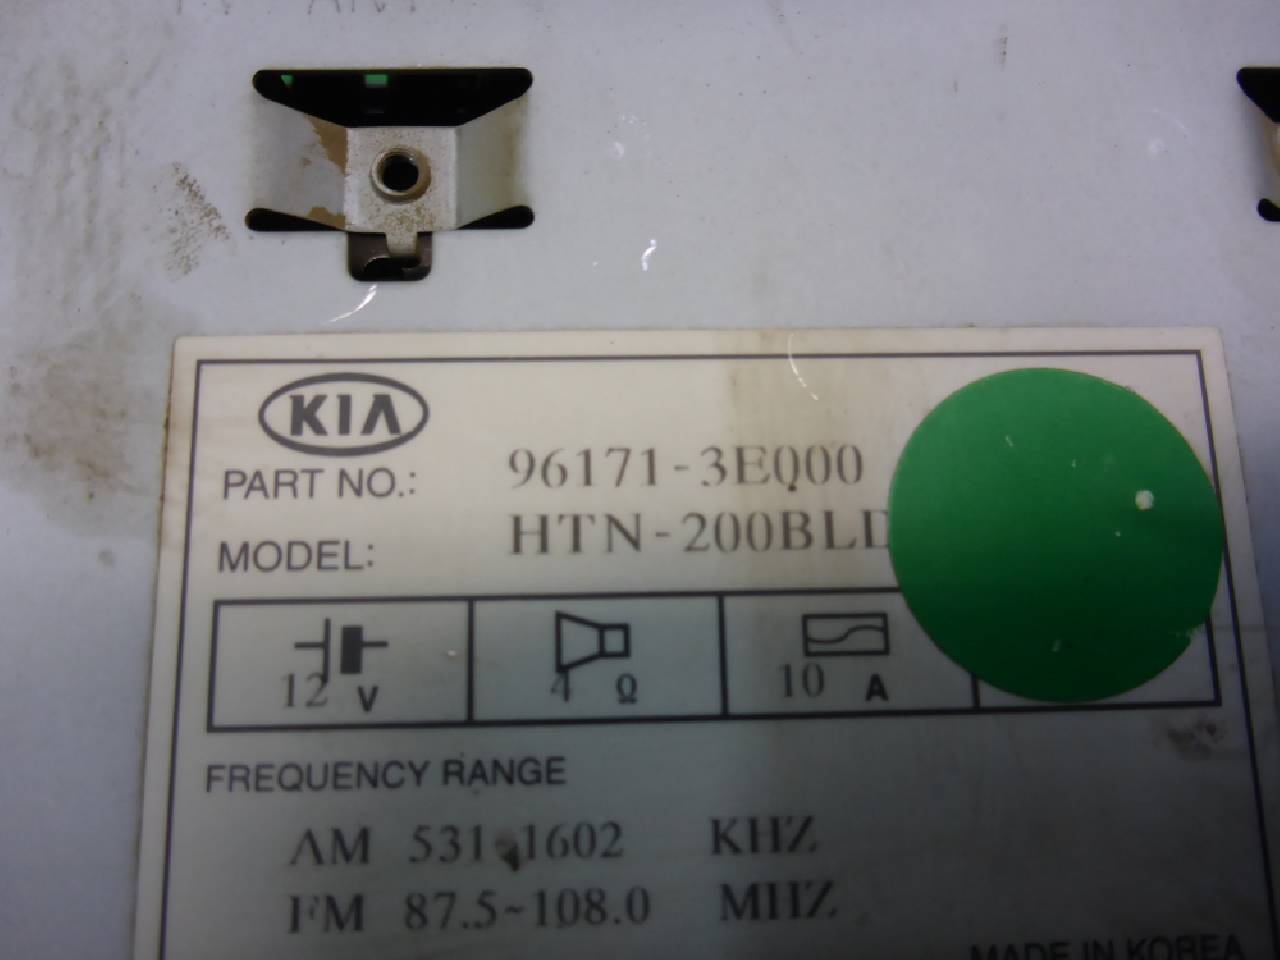 KIA
PART NO.: 96171-3E000
MODEL: HTN-200BLD
12 V 4 Ω 10 A
FREQUENCY RANGE
AM 531~1602 KHZ
FM 87.5~108.0 MHZ
MADE IN KOREA